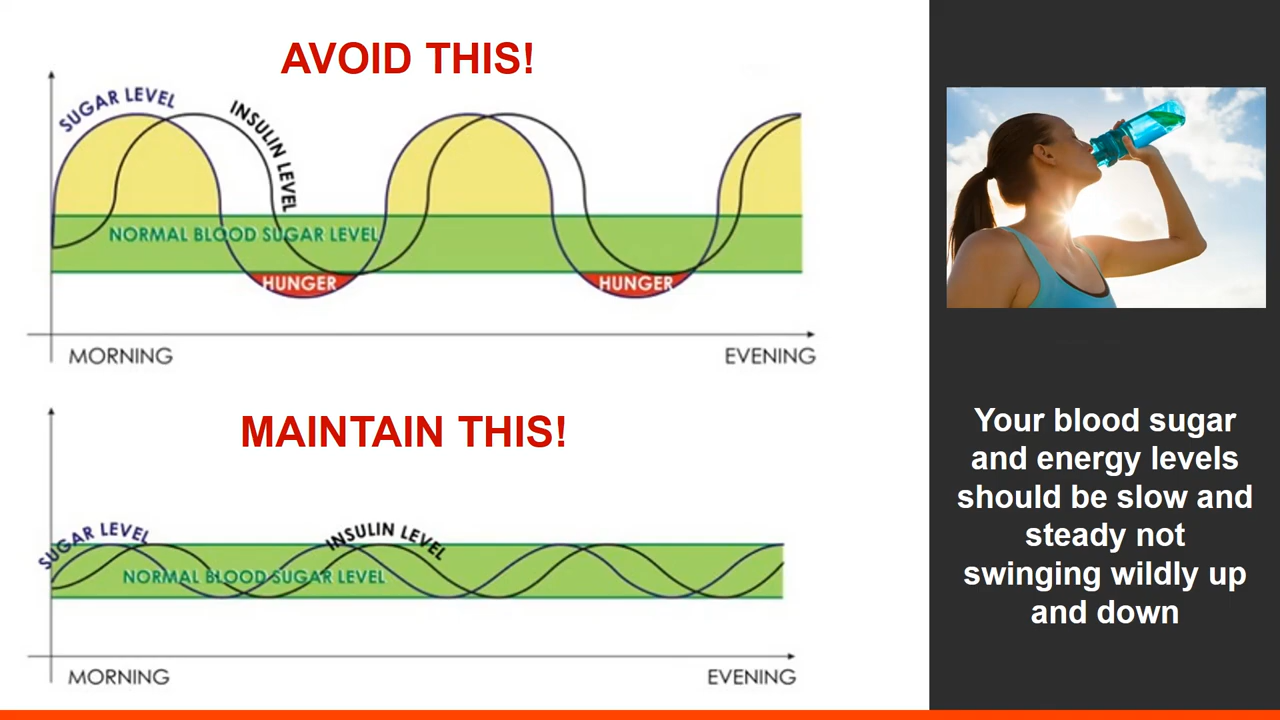 AVOID THIS!
SUGAR LEVEL
INSULIN LEVEL
NORMAL BLOOD SUGAR LEVEL
HUNGER
HUNGER
MORNING
EVENING
MAINTAIN THIS!
SUGAR LEVEL
INSULIN LEVEL
NORMAL BLOOD SUGAR LEVEL
MORNING
EVENING
Your blood sugar
and energy levels
should be slow and
steady not
swinging wildly up
and down